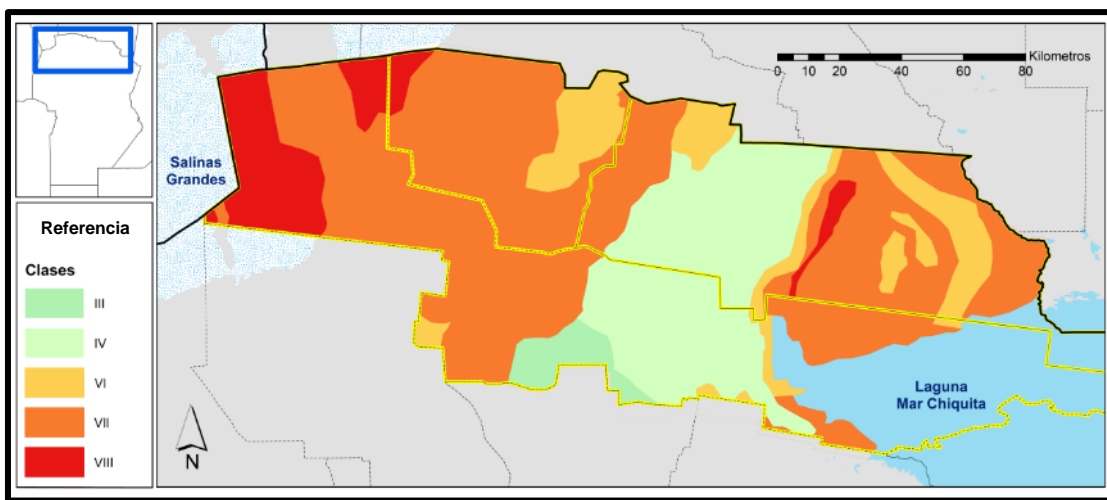 Kilometros
0 5 10 20 40 60 80
Salinas
Grandes
Referencia
Clases
III
IV
VI
VII
VIII
N
Laguna
Mar Chiquita